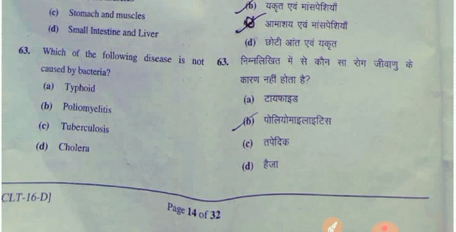 (c) Stomach and muscles
(d) Small Intestine and Liver
63. Which of the following disease is not
caused by bacteria?
(a) Typhoid
(b) Poliomyelitis
(c) Tuberculosis
(d) Cholera
(b) यकृत एवं मांसपेशियाँ
आमाशय एवं मांसपेशियाँ
(d) छोटी आंत एवं यकृत
63. निम्नलिखित में से कौन सा रोग जीवाणु के
कारण नहीं होता है?
(a) टायफाइड
(b) पोलियोमाइलाइटिस
(c) तपेदिक
(d) हैजा
CLT-16-D]
Page 14 of 32